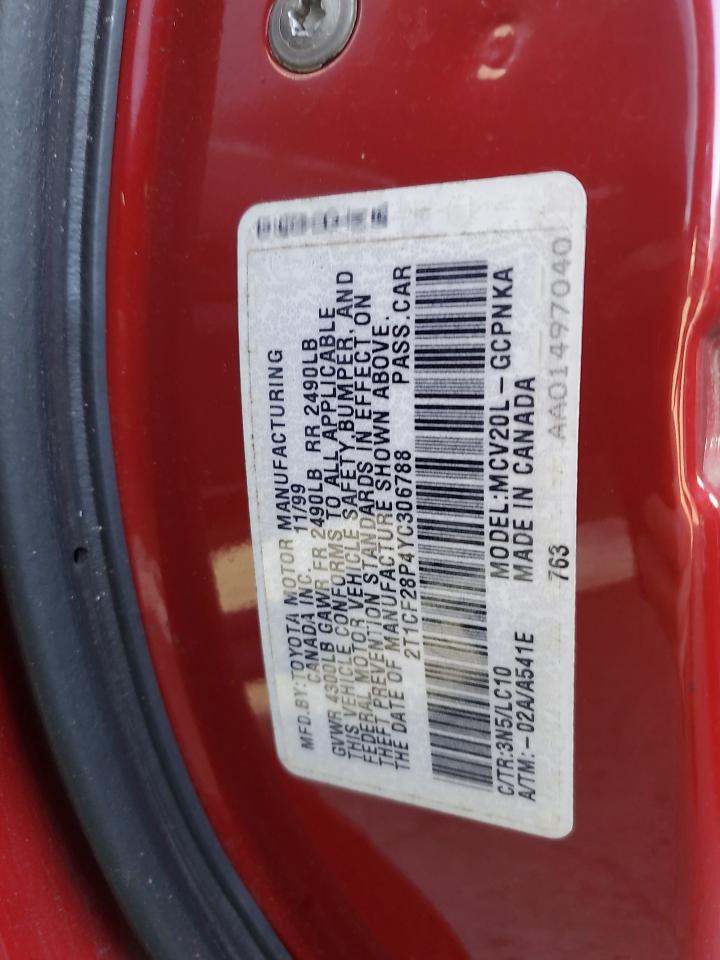 MFD.BY:TOYOTA MOTOR MANUFACTURING
CANADA INC. 11/99
GVWR 4300LB GAWR FR 2490LB RR 2490LB
THIS VEHICLE CONFORMS TO ALL APPLICABLE
FEDERAL MOTOR VEHICLE SAFETY, BUMPER, AND
THEFT PREVENTION STANDARDS IN EFFECT ON
THE DATE OF MANUFACTURE SHOWN ABOVE.
2T1CF28P4YC306788 PASS.CAR
C/TR:3N5/LC10 MODEL:MCV20L-GCPNKA
A/TM:-02A/A541E MADE IN CANADA
763 AA01497040